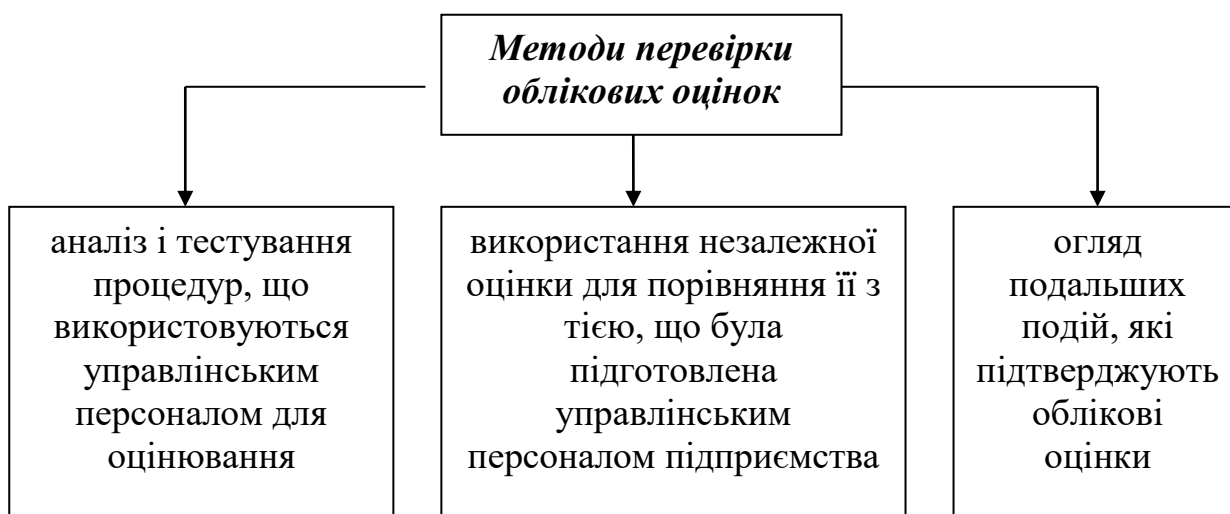 Методи перевірки
облікових оцінок
аналіз і тестування
процедур, що
використовуються
управлінським
персоналом для
оцінювання
використання незалежної
оцінки для порівняння її з
тією, що була
підготовлена
управлінським
персоналом підприємства
огляд
подальших
подій, які
підтверджують
облікові
оцінки